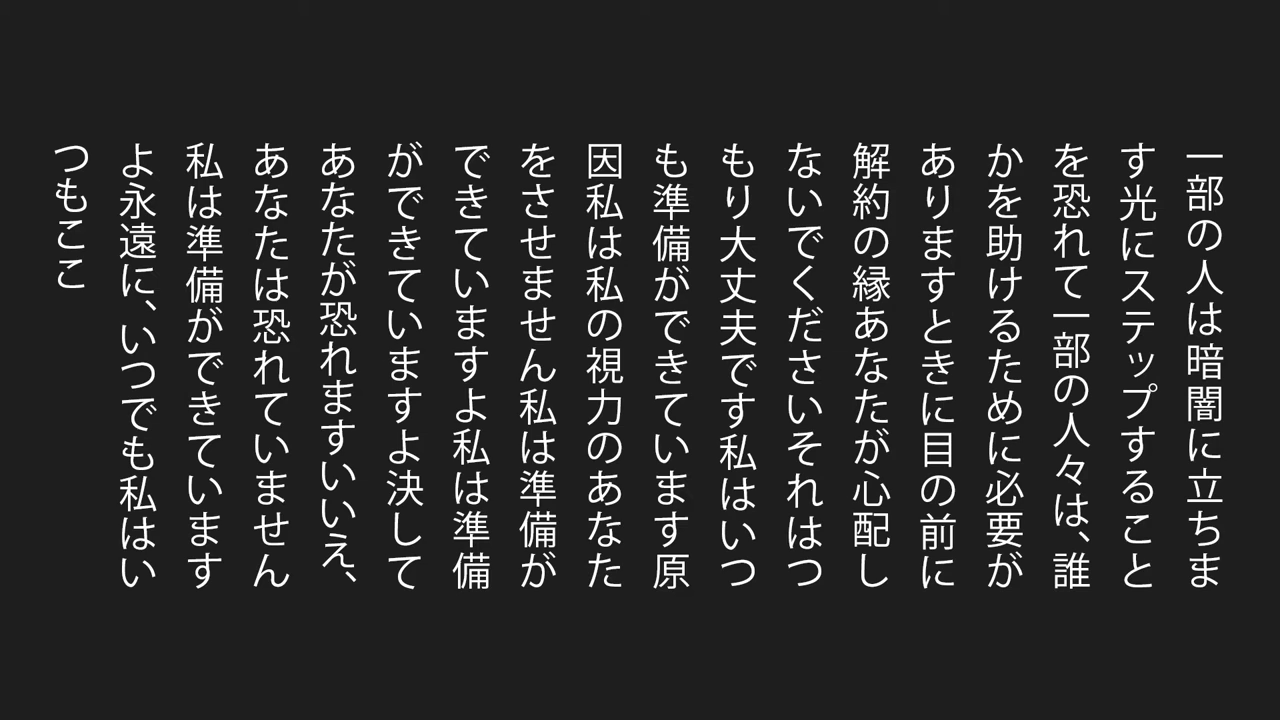 一部の人は暗闇に立ちま
す光にステップすること
を恐れて一部の人々は、誰
かを助けるために必要が
ありますときに目の前に
解約の縁あなたが心配し
ないでくださいそれはつ
もり大丈夫です私はいつ
も準備ができています原
因私は私の視力のあなた
をさせません私は準備が
できていますよ私は準備
ができていますよ決して
あなたが恐れますいいえ、
あなたは恐れていません
私は準備ができています
よ永遠に、いつでも私はい
つもここ